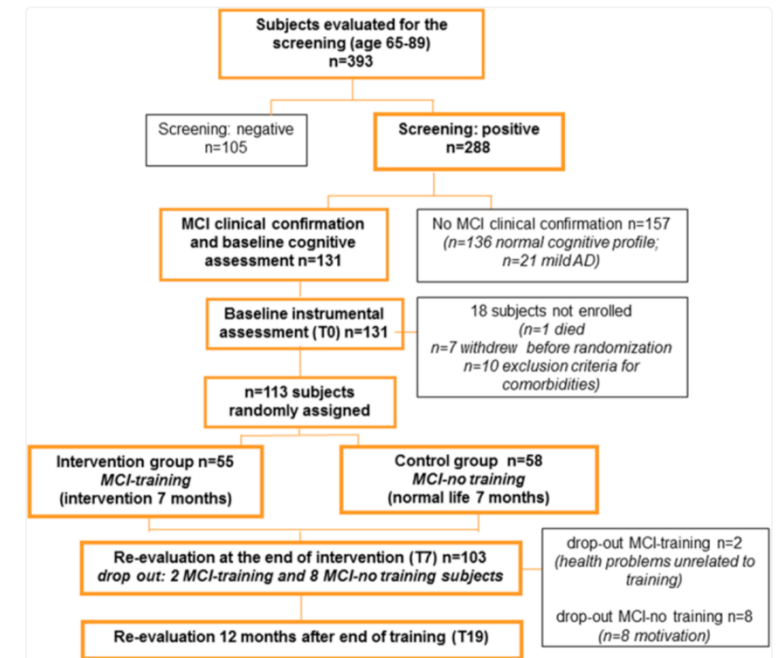 Subjects evaluated for the
screening (age 65-89)
n=393
Screening: negative
n=105
Screening: positive
n=288
MCI clinical confirmation
and baseline cognitive
assessment n=131
No MCI clinical confirmation n=157
(n=136 normal cognitive profile;
n=21 mild AD)
Baseline instrumental
assessment (T0) n=131
18 subjects not enrolled
(n=1 died
n=7 withdrew before randomization
n=10 exclusion criteria for
comorbidities)
n=113 subjects
randomly assigned
Intervention group n=55
MCI-training
(intervention 7 months)
Control group n=58
MCI-no training
(normal life 7 months)
Re-evaluation at the end of intervention (T7) n=103
drop out: 2 MCI-training and 8 MCI-no training subjects
drop-out MCI-training n=2
(health problems unrelated to
training)
drop-out MCI-no training n=8
(n=8 motivation)
Re-evaluation 12 months after end of training (T19)